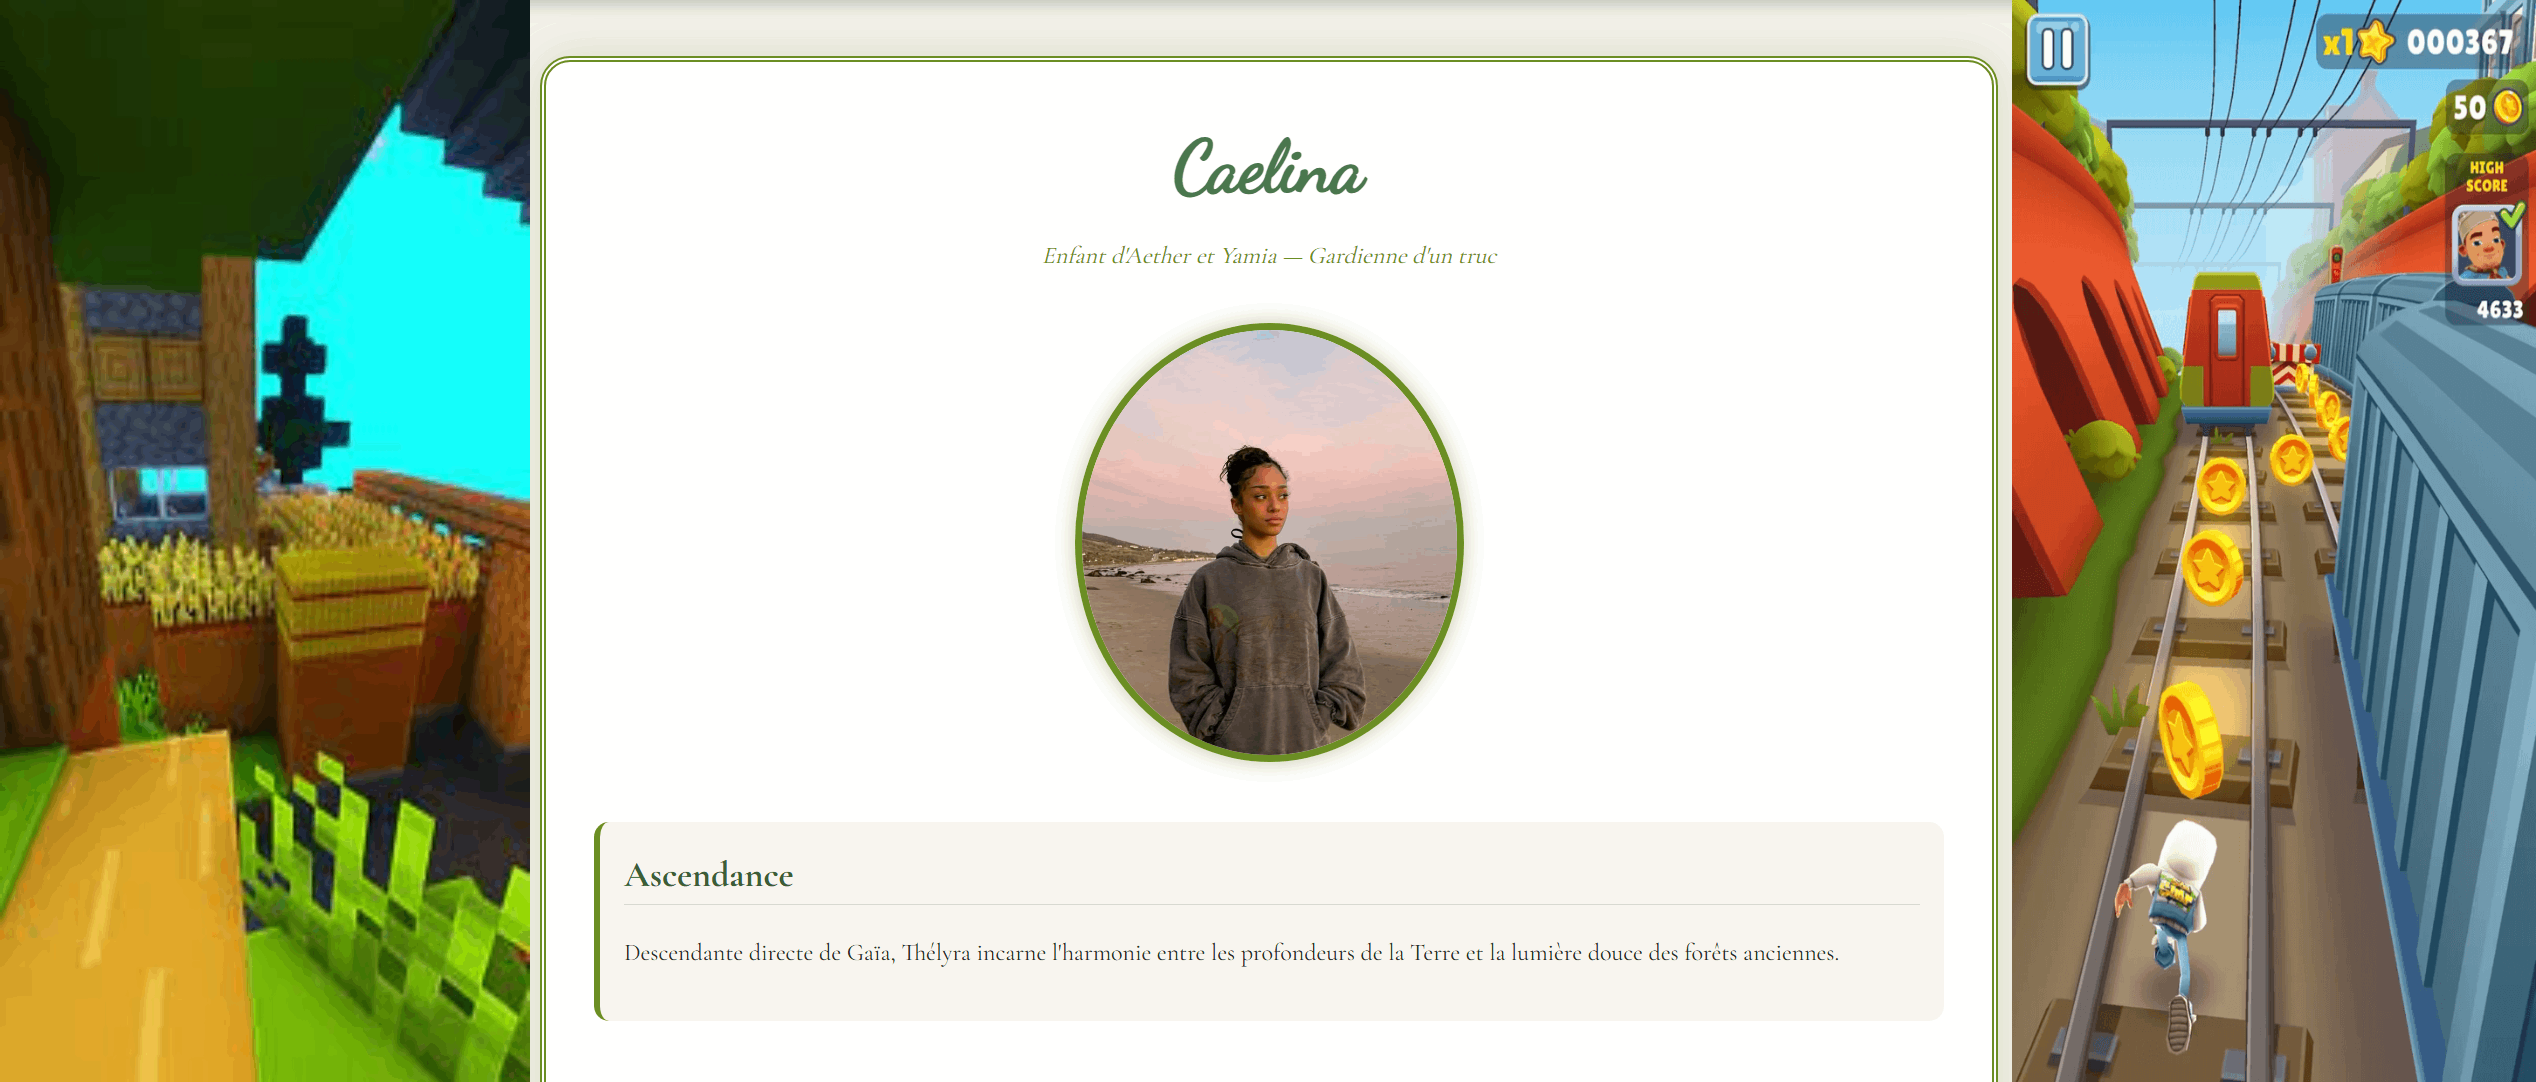 Caelina
Enfant d'Aether et Yamia — Gardienne d'un truc
Ascendance
Descendante directe de Gaïa, Thélyra incarne l'harmonie entre les profondeurs de la Terre et la lumière douce des forêts anciennes.
x1 000367
50
HIGH
SCORE
4633